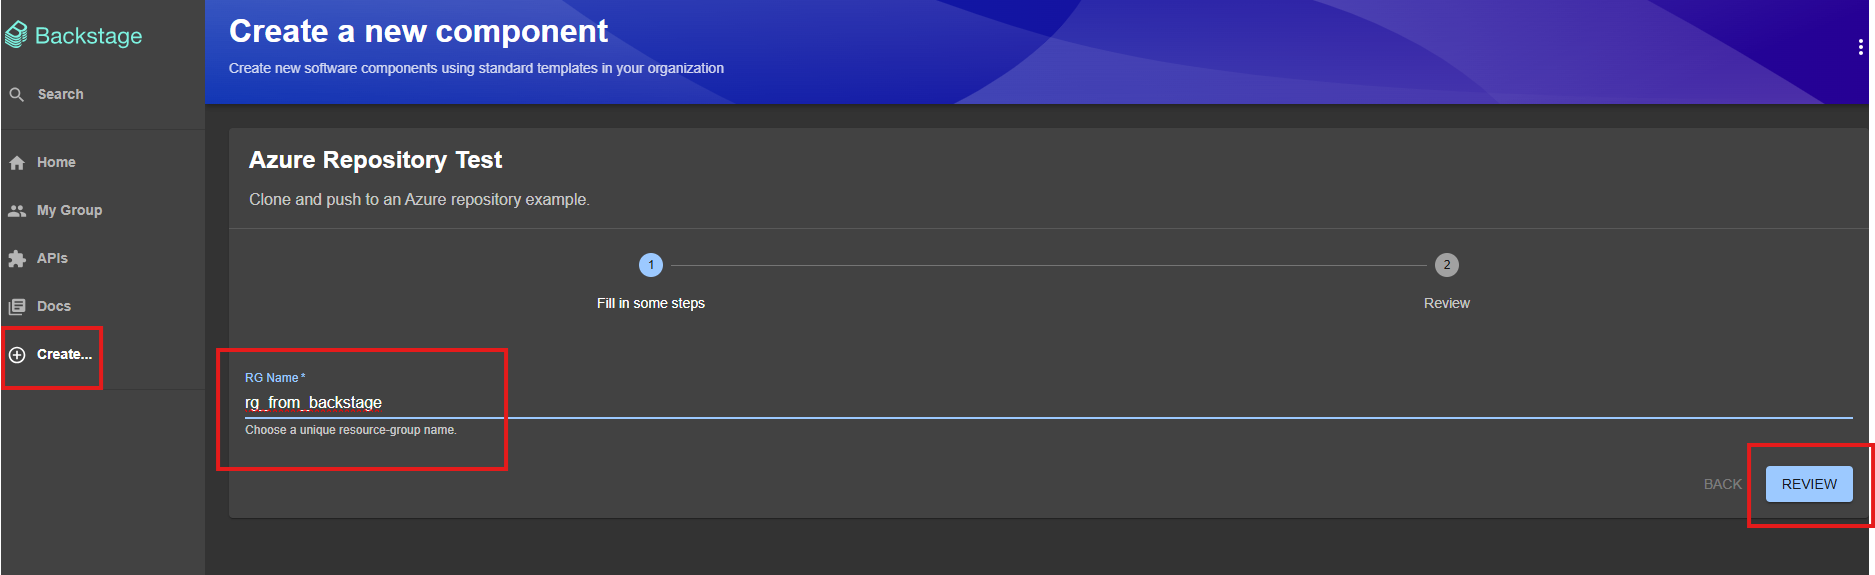 Backstage
Search
Home
My Group
APIs
Docs
Create...
Create a new component
Create new software components using standard templates in your organization
Azure Repository Test
Clone and push to an Azure repository example.
1
2
Fill in some steps
Review
RG Name *
rg_from_backstage
Choose a unique resource-group name.
BACK
REVIEW